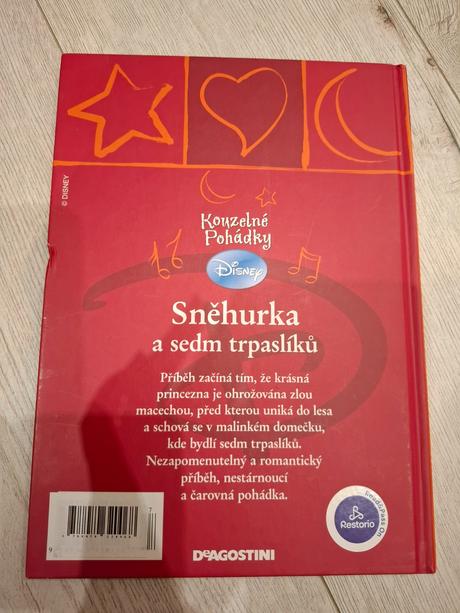 © DISNEY
Kouzelné
Pohádky
DISNEY
Sněhurka
a sedm trpaslíků
Příběh začíná tím, že krásná
princezna je ohrožována zlou
macechou, před kterou uniká do lesa
a schová se v malinkém domečku,
kde bydlí sedm trpaslíků.
Nezapomenutelný a romantický
příběh, nestárnoucí
a čarovná pohádka.
7
9
DEAGOSTINI
Restorio